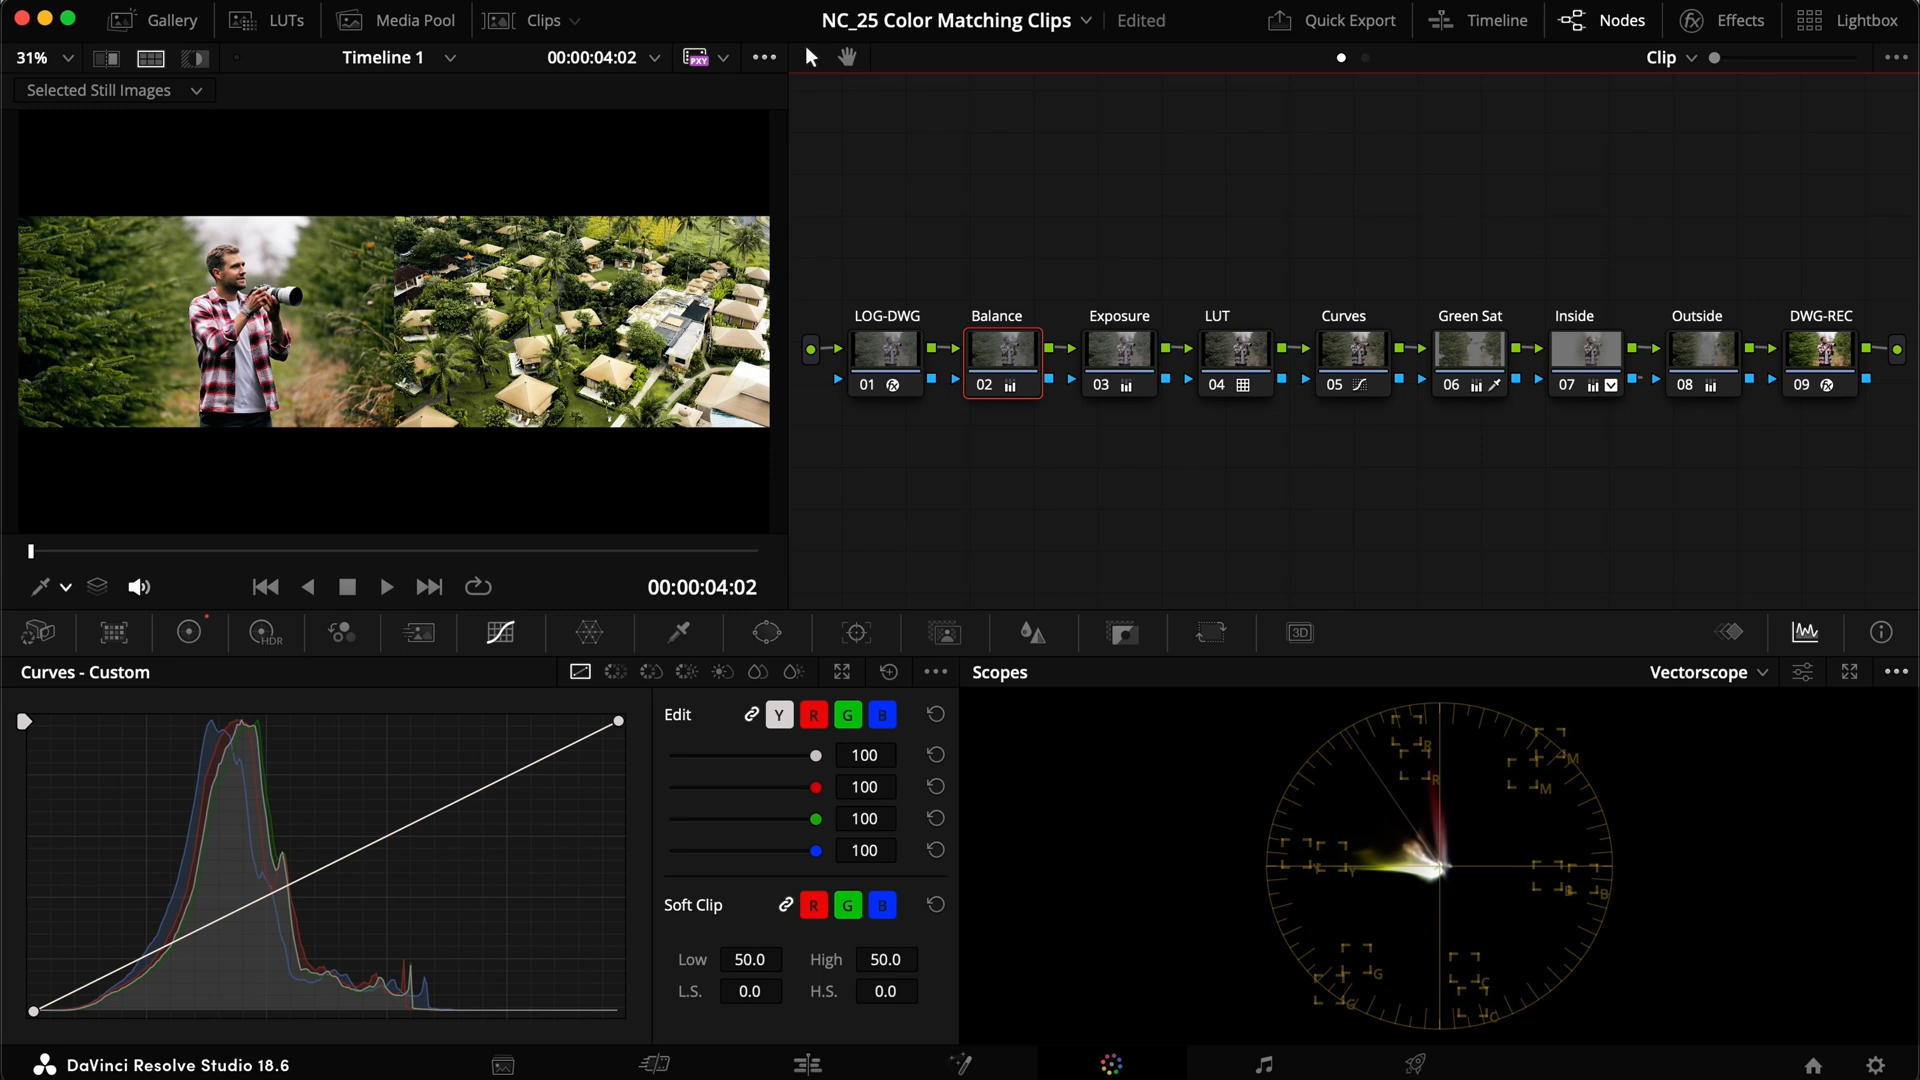 Gallery
LUTs
Media Pool
Clips
NC_25 Color Matching Clips
Edited
Quick Export
Timeline
Nodes
Effects
Lightbox
31%
Timeline 1
00:00:04:02
PXY
Clip
Selected Still Images
LOG-DWG
Balance
Exposure
LUT
Curves
Green Sat
Inside
Outside
DWG-REC
01
02
03
04
05
06
07
08
09
00:00:04:02
HDR
3D
Curves - Custom
Scopes
Vectorscope
Edit
Y
R
G
B
100
100
100
100
Soft Clip
R
G
B
Low 50.0
High 50.0
L.S. 0.0
H.S. 0.0
R
R
M
M
Y
Y
B
B
G
G
C
C
DaVinci Resolve Studio 18.6